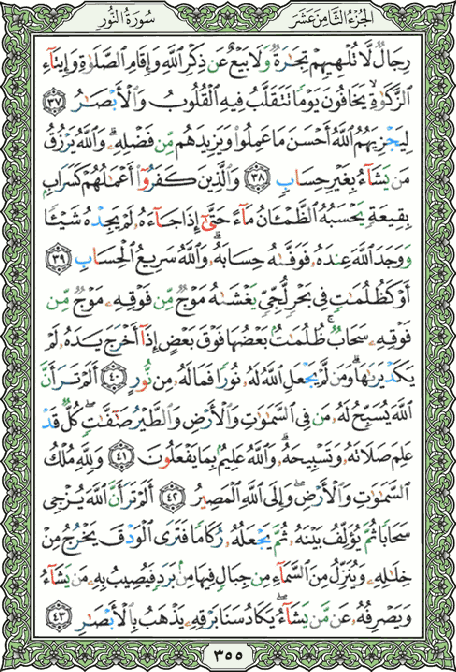 الجزء الثامن عشر
سورة النور
رِجَالٌ لَّا تُلْهِيهِمْ تِجَٰرَةٌ وَلَا بَيْعٌ عَن ذِكْرِ ٱللَّهِ وَإِقَامِ ٱلصَّلَوٰةِ وَإِيتَآءِ
ٱلزَّكَوٰةِ يَخَافُونَ يَوْمًا تَتَقَلَّبُ فِيهِ ٱلْقُلُوبُ وَٱلْأَبْصَٰرُ ٣٧
لِيَجْزِيَهُمُ ٱللَّهُ أَحْسَنَ مَا عَمِلُوا۟ وَيَزِيدَهُم مِّن فَضْلِهِۦ وَٱللَّهُ يَرْزُقُ
مَن يَشَآءُ بِغَيْرِ حِسَابٍ ٣٨ وَٱلَّذِينَ كَفَرُوٓا۟ أَعْمَٰلُهُمْ كَسَرَابٍۭ
بِقِيعَةٍ يَحْسَبُهُ ٱلظَّمْـَٔانُ مَآءً حَتَّىٰٓ إِذَا جَآءَهُۥ لَمْ يَجِدْهُ شَيْـًٔا
وَوَجَدَ ٱللَّهَ عِندَهُۥ فَوَفَّىٰهُ حِسَابَهُۥ ۗ وَٱللَّهُ سَرِيعُ ٱلْحِسَابِ ٣٩
أَوْ كَظُلُمَٰتٍ فِى بَحْرٍ لُّجِّىٍّ يَغْشَىٰهُ مَوْجٌ مِّن فَوْقِهِۦ مَوْجٌ مِّن
فَوْقِهِۦ سَحَابٌ ۚ ظُلُمَٰتٌۢ بَعْضُهَا فَوْقَ بَعْضٍ إِذَآ أَخْرَجَ يَدَهُۥ لَمْ
يَكَدْ يَرَىٰهَا ۗ وَمَن لَّمْ يَجْعَلِ ٱللَّهُ لَهُۥ نُورًا فَمَا لَهُۥ مِن نُّورٍ ٤٠ أَلَمْ تَرَ أَنَّ
ٱللَّهَ يُسَبِّحُ لَهُۥ مَن فِى ٱلسَّمَٰوَٰتِ وَٱلْأَرْضِ وَٱلطَّيْرُ صَٰٓفَّٰتٍ ۖ كُلٌّ قَدْ
عَلِمَ صَلَاتَهُۥ وَتَسْبِيحَهُۥ ۗ وَٱللَّهُ عَلِيمٌۢ بِمَا يَفْعَلُونَ ٤١ وَلِلَّهِ مُلْكُ
ٱلسَّمَٰوَٰتِ وَٱلْأَرْضِ ۖ وَإِلَى ٱللَّهِ ٱلْمَصِيرُ ٤٢ أَلَمْ تَرَ أَنَّ ٱللَّهَ يُزْجِى
سَحَابًا ثُمَّ يُؤَلِّفُ بَيْنَهُۥ ثُمَّ يَجْعَلُهُۥ رُكَامًا فَتَرَى ٱلْوَدْقَ يَخْرُجُ مِنْ
خِلَٰلِهِۦ وَيُنَزِّلُ مِنَ ٱلسَّمَآءِ مِن جِبَالٍ فِيهَا مِنۢ بَرَدٍ فَيُصِيبُ بِهِۦ مَن يَشَآءُ
وَيَصْرِفُهُۥ عَن مَّن يَشَآءُ ۖ يَكَادُ سَنَا بَرْقِهِۦ يَذْهَبُ بِٱلْأَبْصَٰرِ ٤٣
٣٥٥